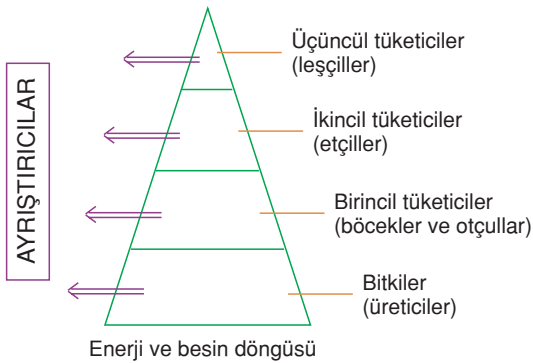 AYRIŞTIRICILAR
Üçüncül tüketiciler
(leşçiller)
İkincil tüketiciler
(etçiller)
Birincil tüketiciler
(böcekler ve otçullar)
Bitkiler
(üreticiler)
Enerji ve besin döngüsü